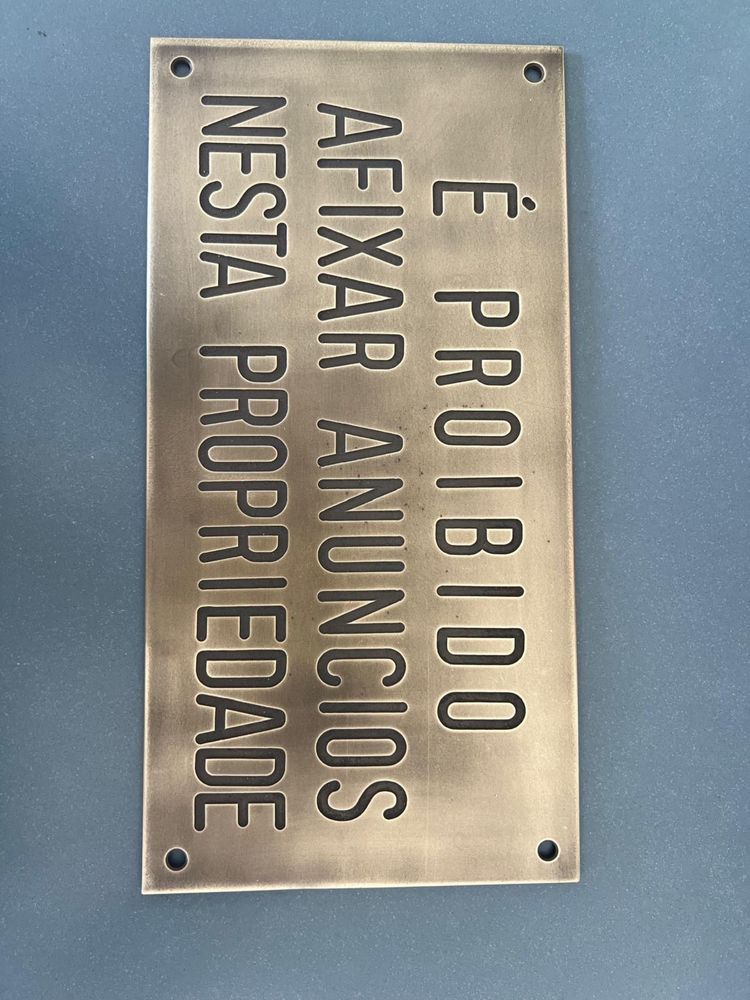 É PROIBIDO
AFIXAR ANUNCIOS
NESTA PROPRIEDADE